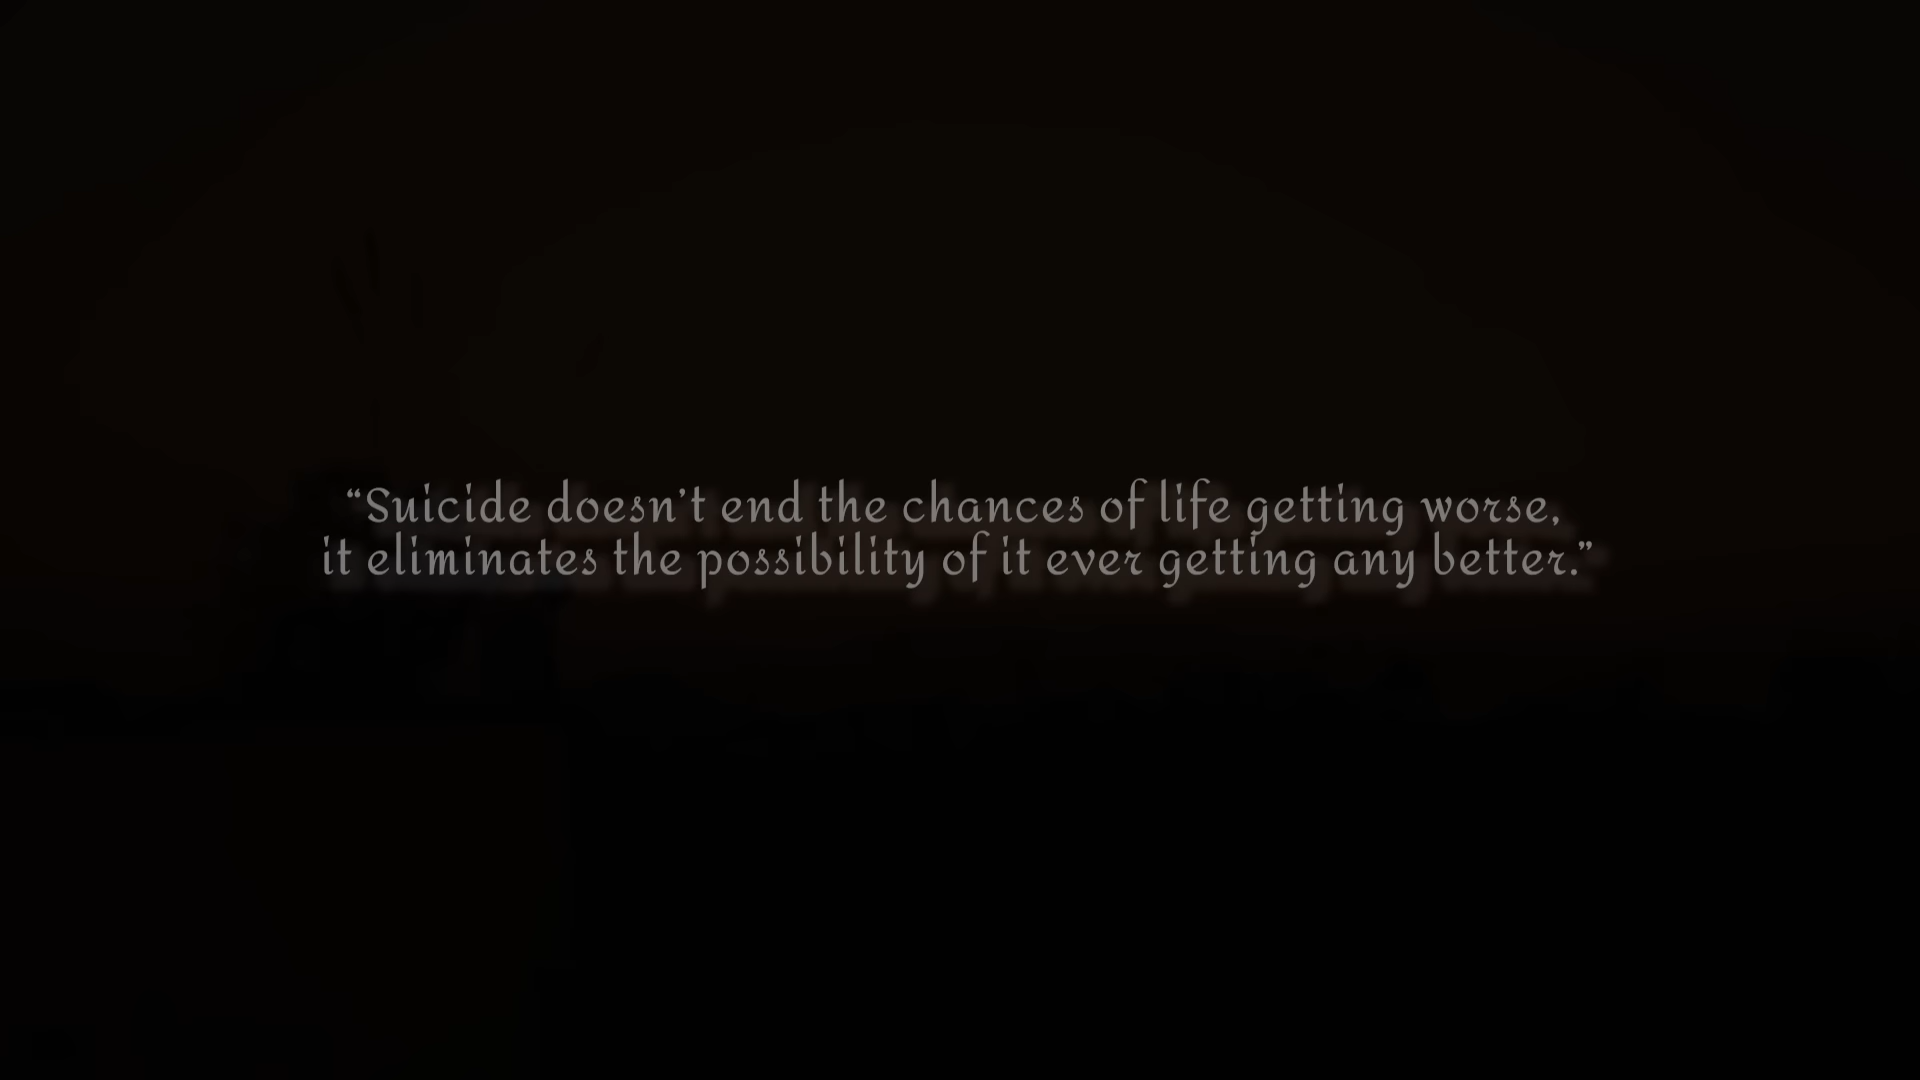 “Suicide doesn’t end the chances of life getting worse,
it eliminates the possibility of it ever getting any better.”